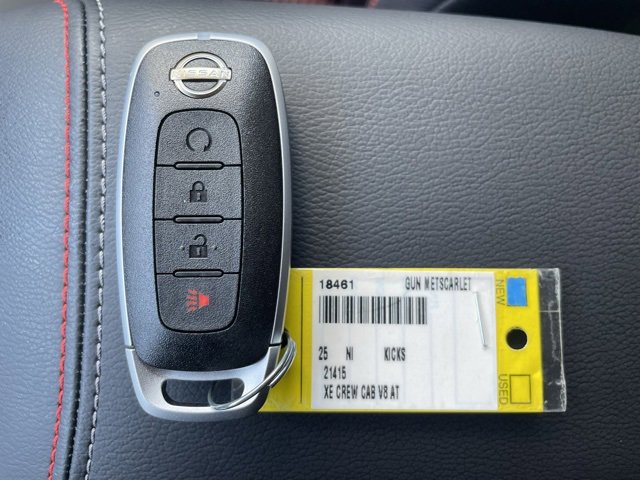 NISSAN
18461 GUN METSCARLET
25 NI KICKS
21415
XE CREW CAB V8 AT
NEW
USED